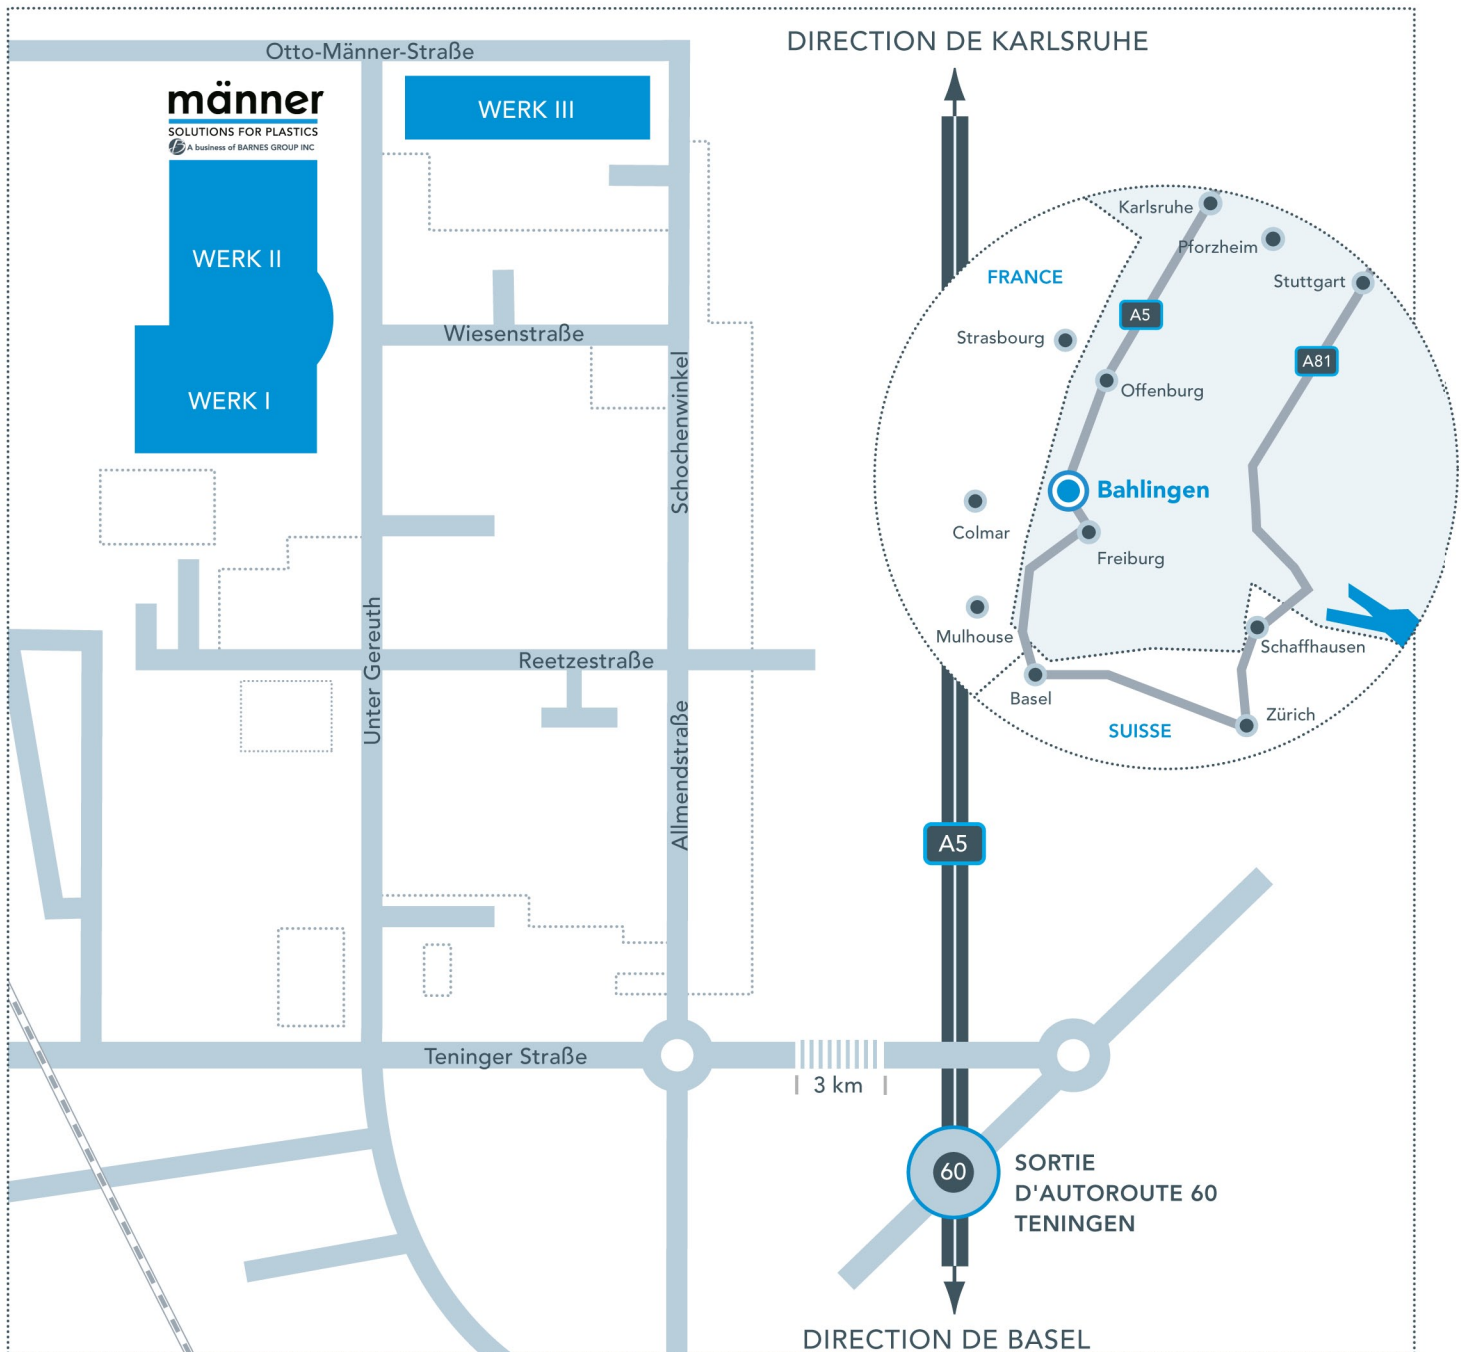 Otto-Männer-Straße
männer
SOLUTIONS FOR PLASTICS
A business of BARNES GROUP INC
WERK III
WERK II
WERK I
Wiesenstraße
Schochenwinkel
Unter Gereuth
Reetzestraße
Allmendstraße
Teninger Straße
3 km
DIRECTION DE KARLSRUHE
Karlsruhe
Pforzheim
FRANCE
Stuttgart
A5
Strasbourg
A81
Offenburg
Bahlingen
Colmar
Freiburg
Mulhouse
Schaffhausen
Basel
Zürich
SUISSE
A5
60
SORTIE
D'AUTOROUTE 60
TENINGEN
DIRECTION DE BASEL